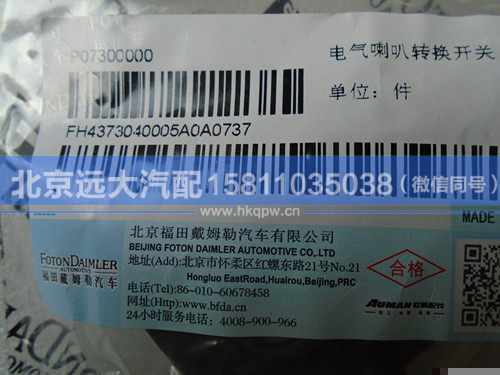 P07300000
电气喇叭转换开关
单位: 件
FH4373040005A0A0737
北京远大汽配15811035038(微信同号)
www.hkqpw.cn
MADE
FOTON DAIMLER
AUTOMOTIVE
福田戴姆勒汽车
北京福田戴姆勒汽车有限公司
BEIJING FOTON DAIMLER AUTOMOTIVE CO.,LTD
地址(Add):北京市怀柔区红螺东路21号No.21
Hongluo EastRoad,Huairou,Beijing,PRC
电话(Tel):86-010-60678458
网址(Http):www.bfda.cn
24小时服务电话: 4008-900-966
合格
AUMAN 欧曼配件